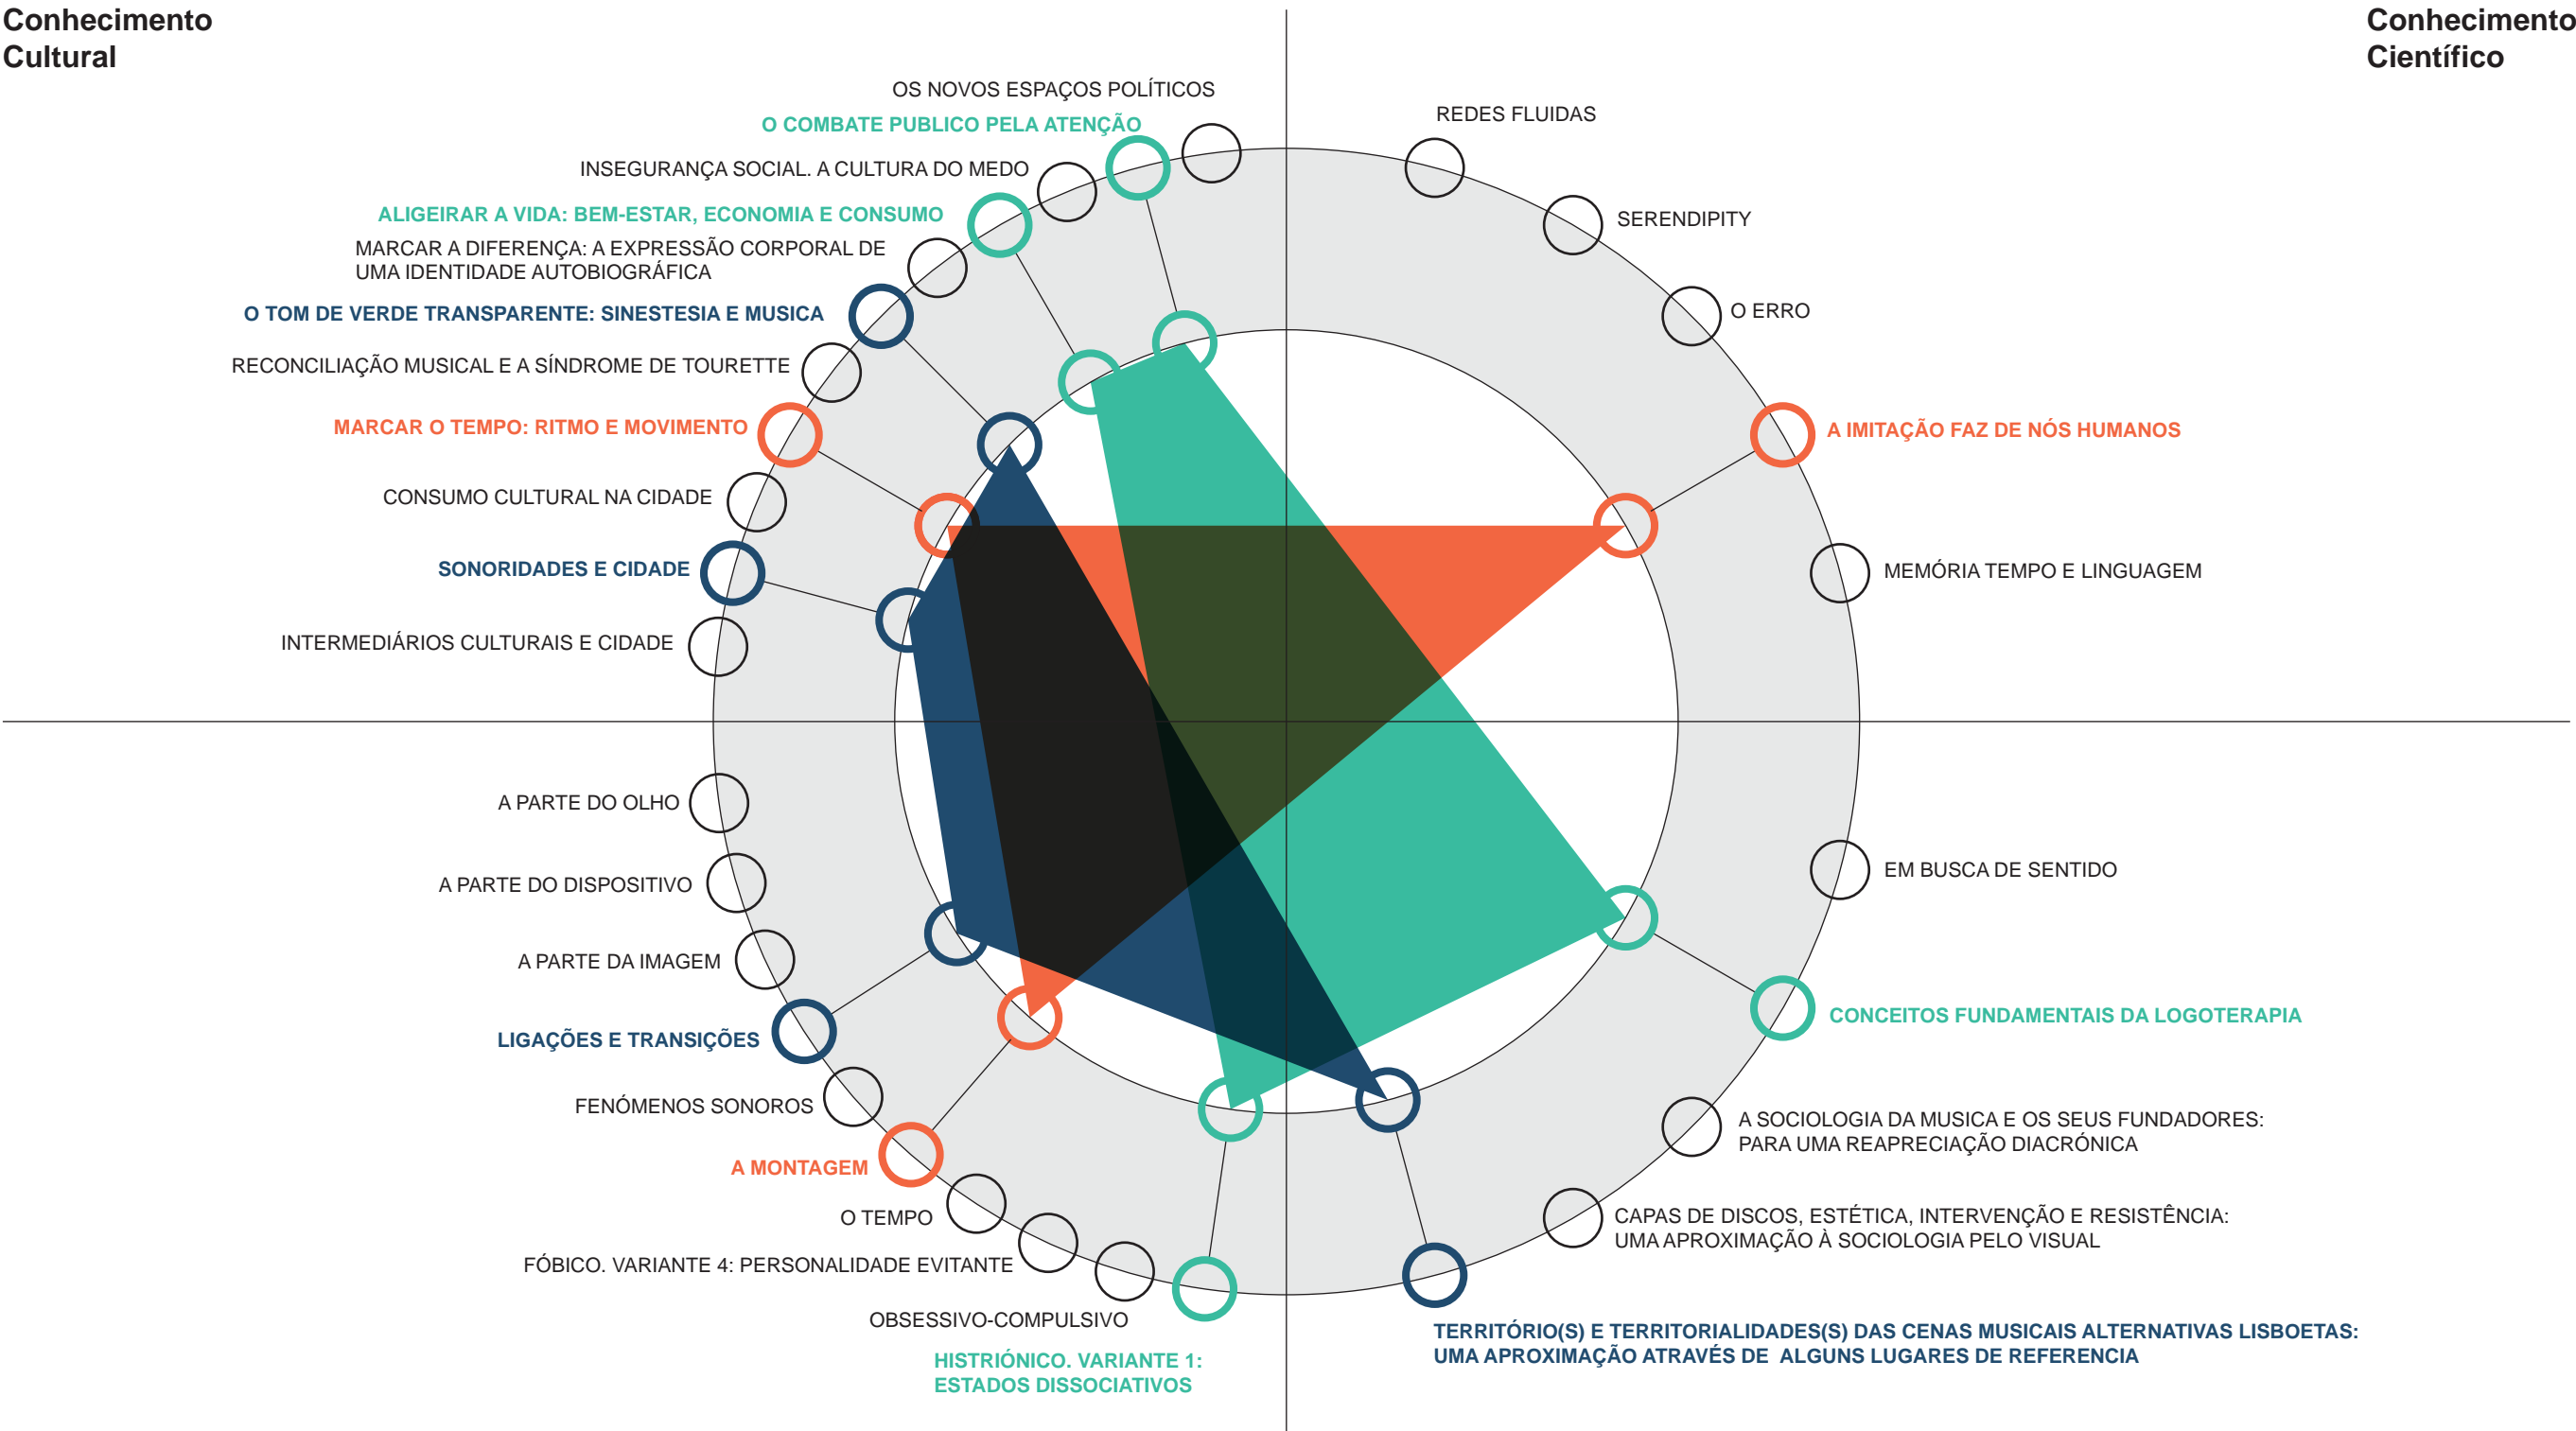 Conhecimento
Cultural
Conhecimento
Científico
OS NOVOS ESPAÇOS POLÍTICOS
O COMBATE PUBLICO PELA ATENÇÃO
INSEGURANÇA SOCIAL. A CULTURA DO MEDO
ALIGEIRAR A VIDA: BEM-ESTAR, ECONOMIA E CONSUMO
MARCAR A DIFERENÇA: A EXPRESSÃO CORPORAL DE
UMA IDENTIDADE AUTOBIOGRÁFICA
O TOM DE VERDE TRANSPARENTE: SINESTESIA E MUSICA
RECONCILIAÇÃO MUSICAL E A SÍNDROME DE TOURETTE
MARCAR O TEMPO: RITMO E MOVIMENTO
CONSUMO CULTURAL NA CIDADE
SONORIDADES E CIDADE
INTERMEDIÁRIOS CULTURAIS E CIDADE
REDES FLUIDAS
SERENDIPITY
O ERRO
A IMITAÇÃO FAZ DE NÓS HUMANOS
MEMÓRIA TEMPO E LINGUAGEM
A PARTE DO OLHO
A PARTE DO DISPOSITIVO
A PARTE DA IMAGEM
LIGAÇÕES E TRANSIÇÕES
FENÓMENOS SONOROS
A MONTAGEM
O TEMPO
FÓBICO. VARIANTE 4: PERSONALIDADE EVITANTE
OBSESSIVO-COMPULSIVO
HISTRIÓNICO. VARIANTE 1:
ESTADOS DISSOCIATIVOS
EM BUSCA DE SENTIDO
CONCEITOS FUNDAMENTAIS DA LOGOTERAPIA
A SOCIOLOGIA DA MUSICA E OS SEUS FUNDADORES:
PARA UMA REAPRECIAÇÃO DIACRÓNICA
CAPAS DE DISCOS, ESTÉTICA, INTERVENÇÃO E RESISTÊNCIA:
UMA APROXIMAÇÃO À SOCIOLOGIA PELO VISUAL
TERRITÓRIO(S) E TERRITORIALIDADES(S) DAS CENAS MUSICAIS ALTERNATIVAS LISBOETAS:
UMA APROXIMAÇÃO ATRAVÉS DE ALGUNS LUGARES DE REFERENCIA